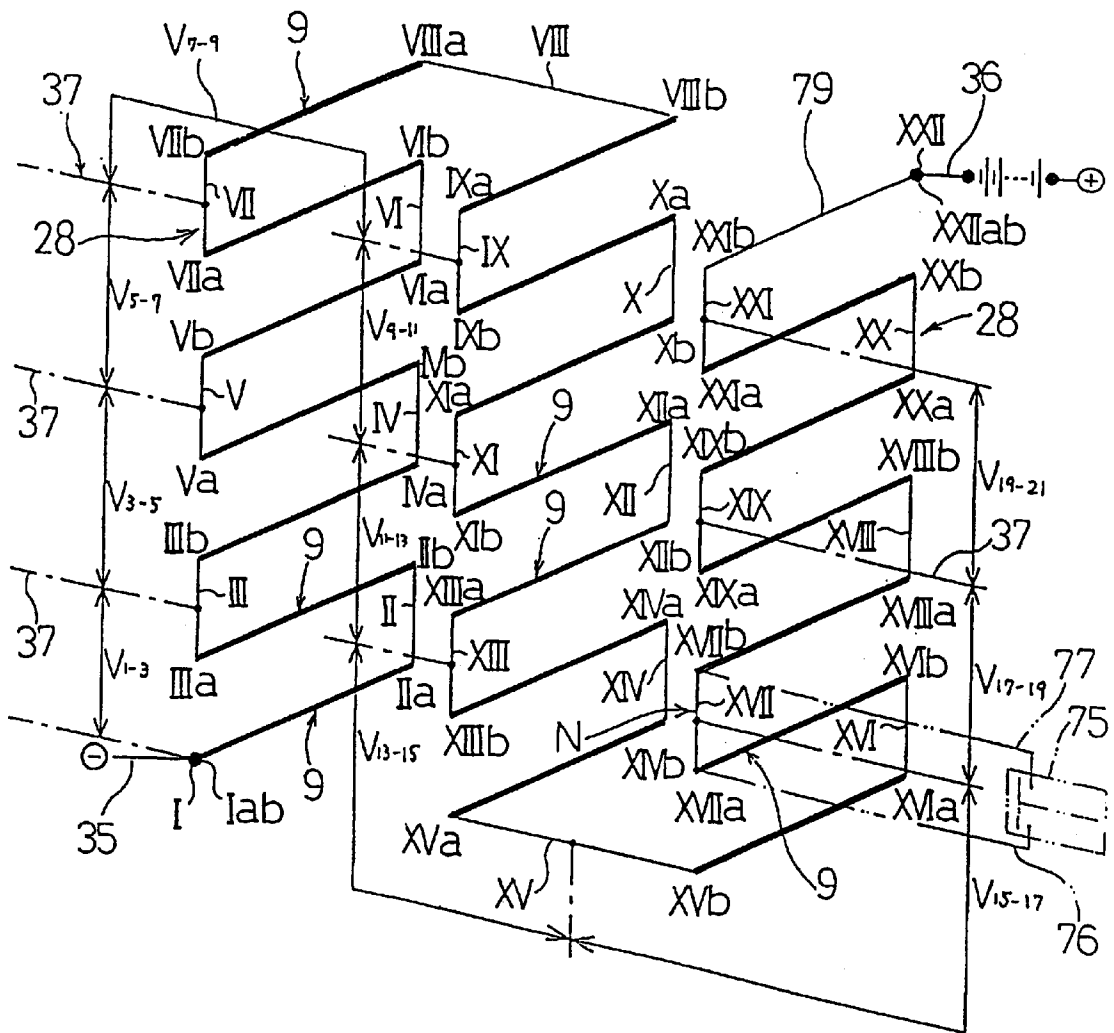 V7-9
9
VIIIa
VIII
37
VIIb
VIb
VIIIb
79
XXII
36
⊕
VII
VI
IXa
Xa
XXIb
XXIIab
28
VIIa
IX
V5-7
Vb
VIa
IXb
X
XXI
XXb
XX
28
V9-11
Xb
XXIa
37
V
IVb
XIa
IV
XIIa
9
XIXb
XXa
XVIIIb
Va
XI
V3-5
IVa
XIb
XII
9
XIX
XVIII
V19-21
IIIb
9
V11-13
IIb
XIIIa
XIIb
XIXa
37
37
III
II
XIVa
XVIIb
XVIIIa
XVIb
V1-3
IIIa
IIa
XIII
XIV
XVII
V17-19
77
75
⊖
N
XVI
V13-15
XIIIb
XIVb
XVIIa
XVIa
35
I
Iab
9
XVa
9
XV
XVb
V15-17
76